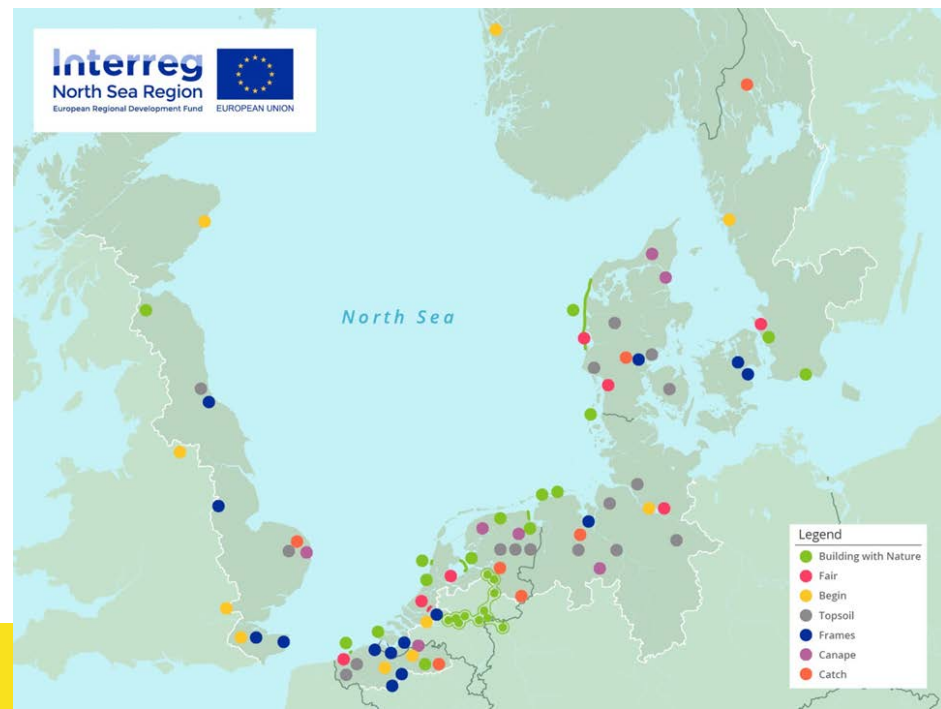 Interreg
North Sea Region
European Regional Development Fund
EUROPEAN UNION
North Sea
Legend
Building with Nature
Fair
Begin
Topsoil
Frames
Canape
Catch